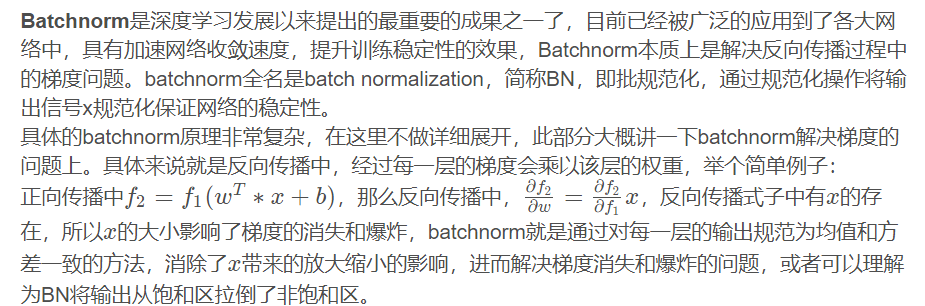 Batchnorm是深度学习发展以来提出的最重要的成果之一了，目前已经被广泛的应用到了各大网
络中，具有加速网络收敛速度，提升训练稳定性的效果，Batchnorm本质上是解决反向传播过程中
的梯度问题。batchnorm全名是batch normalization，简称BN，即批规范化，通过规范化操作将输
出信号x规范化保证网络的稳定性。
具体的batchnorm原理非常复杂，在这里不做详细展开，此部分大概讲一下batchnorm解决梯度的
问题上。具体来说就是反向传播中，经过每一层的梯度会乘以该层的权重，举个简单例子：
正向传播中$f_2 = f_1(w^T * x + b)$，那么反向传播中，$\frac{\partial f_2}{\partial w} = \frac{\partial f_2}{\partial f_1} x$，反向传播式子中有$x$的存
在，所以$x$的大小影响了梯度的消失和爆炸，batchnorm就是通过对每一层的输出规范为均值和方
差一致的方法，消除了$x$带来的放大缩小的影响，进而解决梯度消失和爆炸的问题，或者可以理解
为BN将输出从饱和区拉倒了非饱和区。